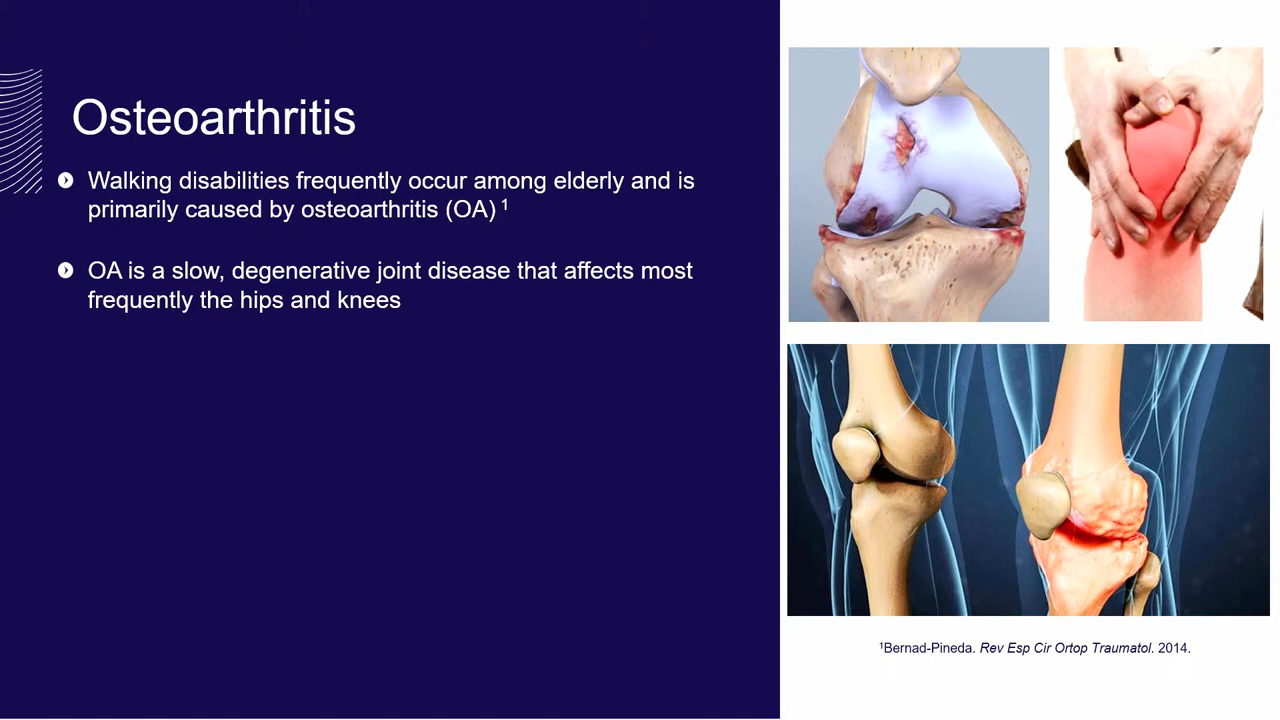 Osteoarthritis
Walking disabilities frequently occur among elderly and is
primarily caused by osteoarthritis (OA) 1
OA is a slow, degenerative joint disease that affects most
frequently the hips and knees
1Bernad-Pineda. Rev Esp Cir Ortop Traumatol. 2014.